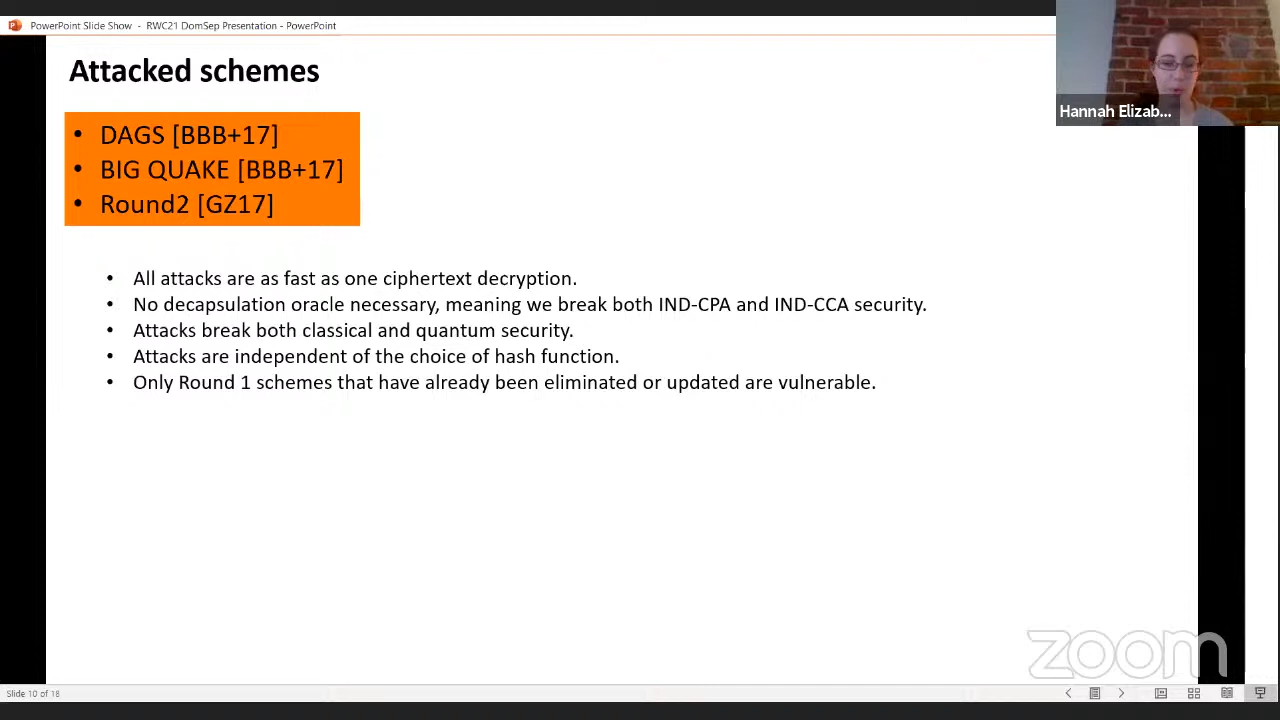 PowerPoint Slide Show - RWC21 DomSep Presentation - PowerPoint
Attacked schemes
Hannah Elizab...
• DAGS [BBB+17]
• BIG QUAKE [BBB+17]
• Round2 [GZ17]
• All attacks are as fast as one ciphertext decryption.
• No decapsulation oracle necessary, meaning we break both IND-CPA and IND-CCA security.
• Attacks break both classical and quantum security.
• Attacks are independent of the choice of hash function.
• Only Round 1 schemes that have already been eliminated or updated are vulnerable.
zoom
Slide 10 of 18